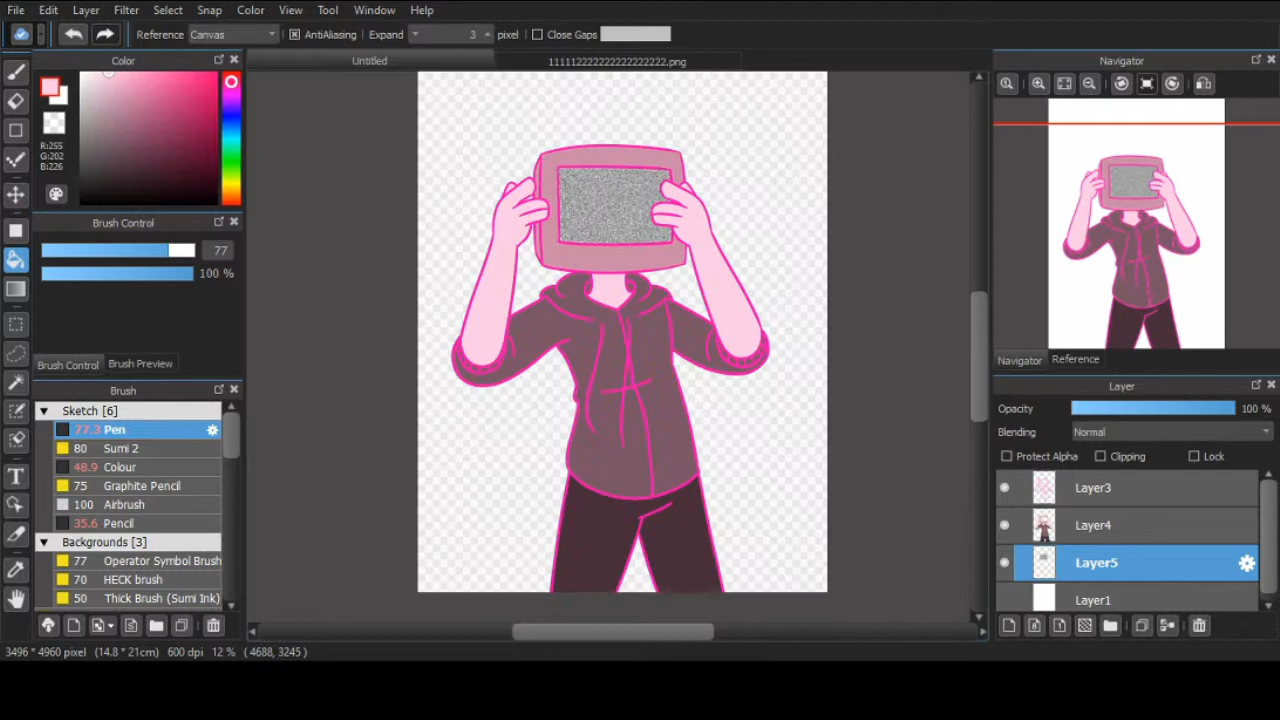 File Edit Layer Filter Select Snap Color View Tool Window Help
Reference Canvas AntiAliasing Expand 3 pixel Close Gaps
Color
Untitled
111112222222222222222.png
Navigator
R:255
G:202
B:226
Brush Control
77
100 %
Brush Control Brush Preview
Brush
Sketch [6]
77.3 Pen
80 Sumi 2
48.9 Colour
75 Graphite Pencil
100 Airbrush
35.6 Pencil
Backgrounds [3]
77 Operator Symbol Brush
70 HECK brush
50 Thick Brush (Sumi Ink)
3496 * 4960 pixel (14.8 * 21cm) 600 dpi 12 % ( 4688, 3245 )
Navigator Reference
Layer
Opacity 100 %
Blending Normal
Protect Alpha Clipping Lock
Layer3
Layer4
Layer5
Layer1